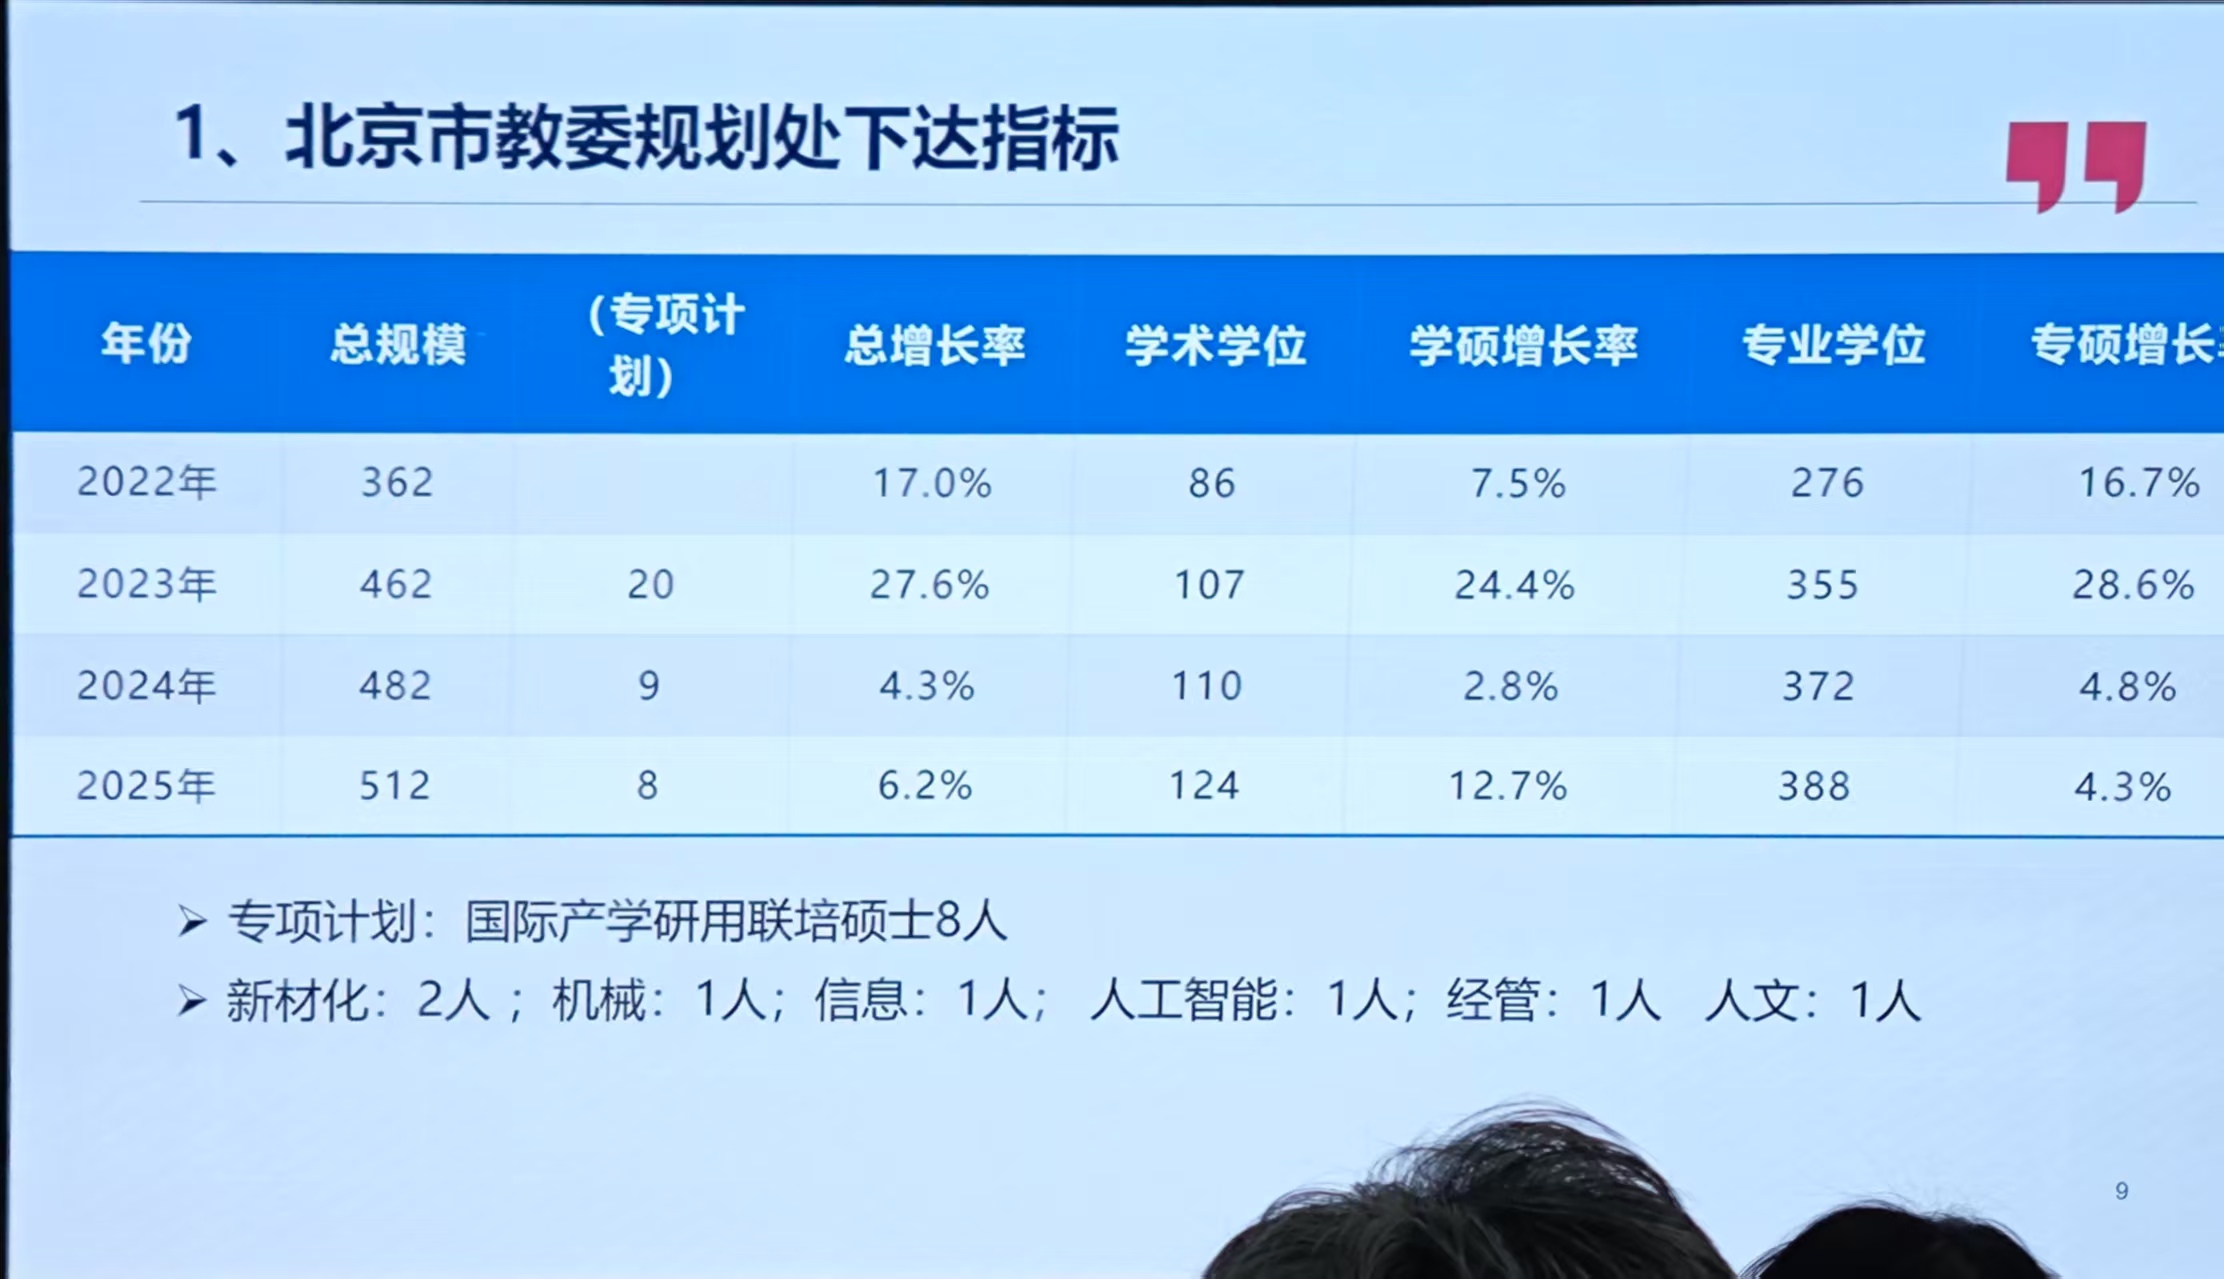 1、北京市教委规划处下达指标
年份 总规模 （专项计划） 总增长率 学术学位 学硕增长率 专业学位 专硕增长
2022年 362 17.0% 86 7.5% 276 16.7%
2023年 462 20 27.6% 107 24.4% 355 28.6%
2024年 482 9 4.3% 110 2.8% 372 4.8%
2025年 512 8 6.2% 124 12.7% 388 4.3%
➢ 专项计划：国际产学研用联培硕士8人
➢ 新材化：2人 ；机械：1人；信息：1人； 人工智能：1人；经管：1人 人文：1人
9